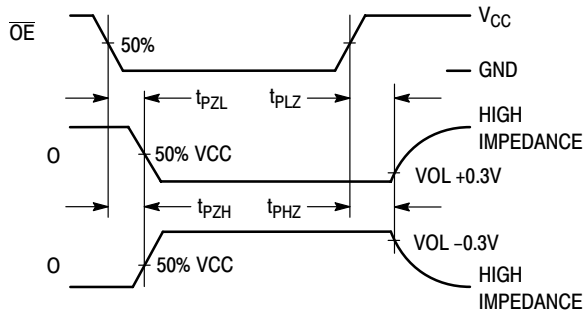 OE
50%
VCC
GND
tPZL
tPLZ
HIGH
IMPEDANCE
O
50% VCC
VOL +0.3V
tPZH
tPHZ
VOL –0.3V
O
50% VCC
HIGH
IMPEDANCE